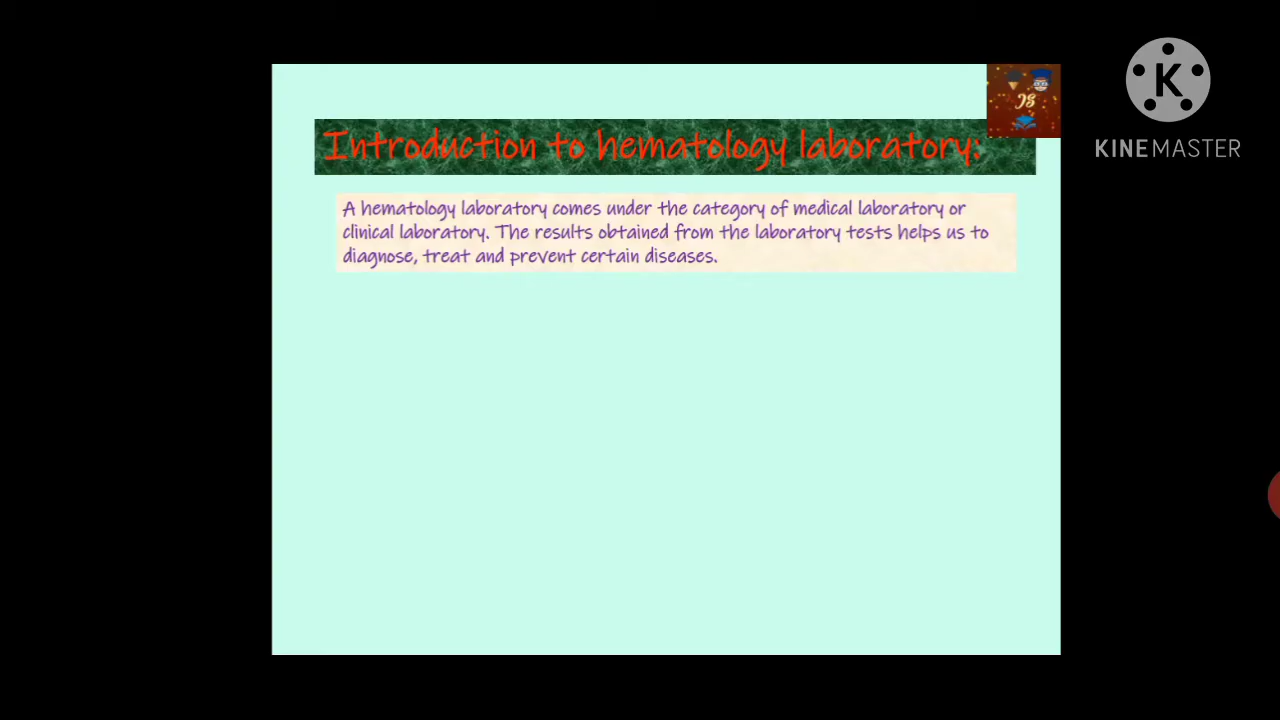 Introduction to hematology laboratory:
A hematology laboratory comes under the category of medical laboratory or
clinical laboratory. The results obtained from the laboratory tests helps us to
diagnose, treat and prevent certain diseases.
JS
K
KINEMASTER